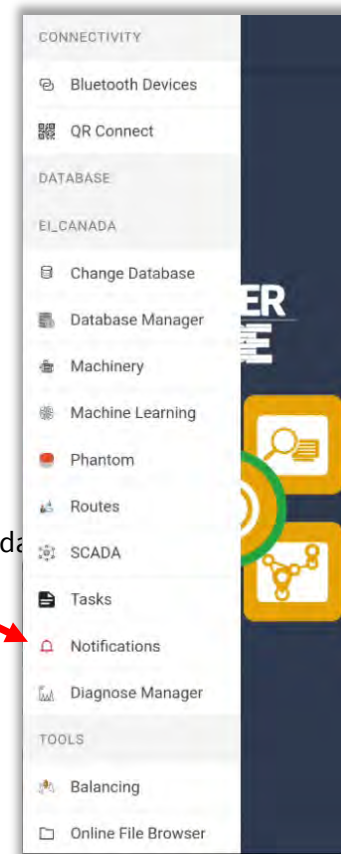 CONNECTIVITY
Bluetooth Devices
QR Connect
DATABASE
EI_CANADA
Change Database
Database Manager
Machinery
Machine Learning
Phantom
Routes
SCADA
Tasks
Notifications
Diagnose Manager
TOOLS
Balancing
Online File Browser
ER